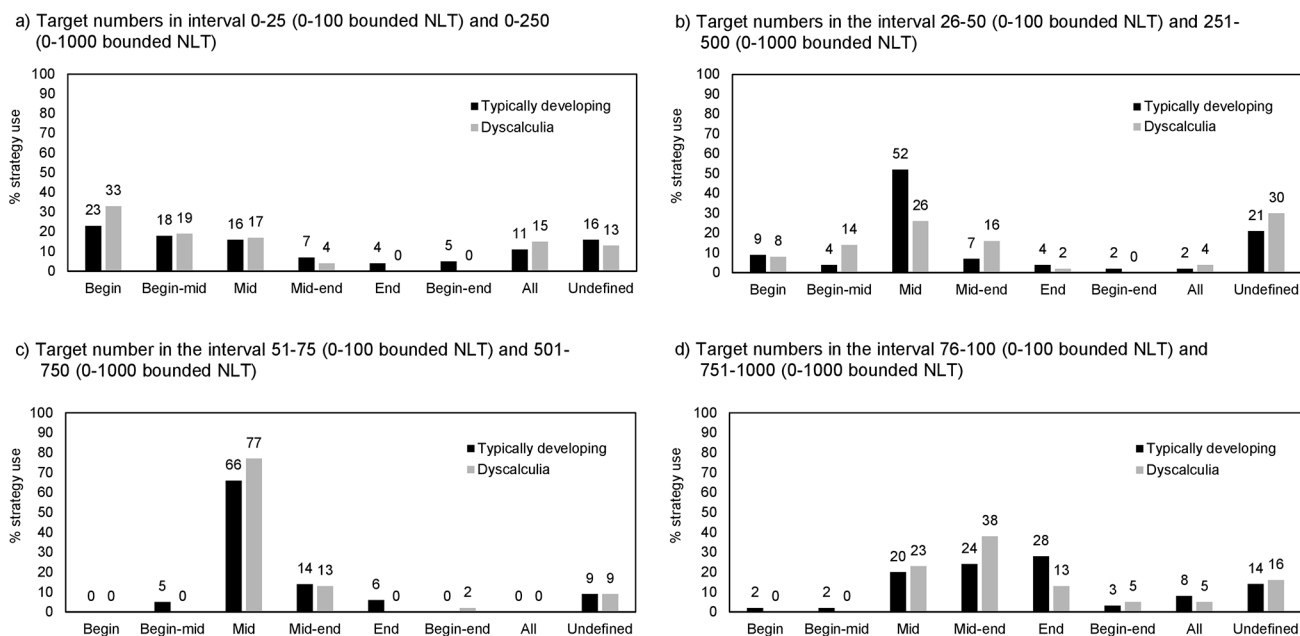 a) Target numbers in interval 0-25 (0-100 bounded NLT) and 0-250
(0-1000 bounded NLT)
% strategy use
100
90
80
70
60
50
40
30
20
10
0
Typically developing
Dyscalculia
23 33 18 19 16 17 7 4 4 0 5 0 11 15 16 13
Begin Begin-mid Mid Mid-end End Begin-end All Undefined
b) Target numbers in the interval 26-50 (0-100 bounded NLT) and 251-
500 (0-1000 bounded NLT)
% strategy use
100
90
80
70
60
50
40
30
20
10
0
Typically developing
Dyscalculia
9 8 4 14 52 26 7 16 4 2 2 0 2 4 21 30
Begin Begin-mid Mid Mid-end End Begin-end All Undefined
c) Target number in the interval 51-75 (0-100 bounded NLT) and 501-
750 (0-1000 bounded NLT)
% strategy use
100
90
80
70
60
50
40
30
20
10
0
Typically developing
Dyscalculia
0 0 5 0 66 77 14 13 6 0 0 2 0 0 9 9
Begin Begin-mid Mid Mid-end End Begin-end All Undefined
d) Target numbers in the interval 76-100 (0-100 bounded NLT) and
751-1000 (0-1000 bounded NLT)
% strategy use
100
90
80
70
60
50
40
30
20
10
0
Typically developing
Dyscalculia
2 0 2 0 20 23 24 38 28 13 3 5 8 5 14 16
Begin Begin-mid Mid Mid-end End Begin-end All Undefined